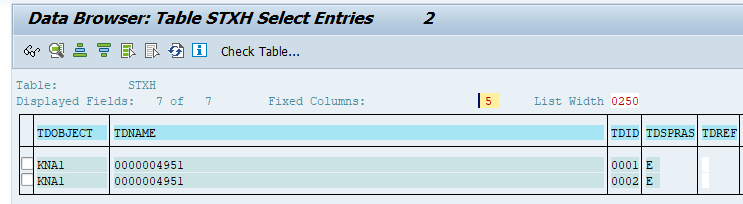 Data Browser: Table STXH Select Entries 2
Check Table...
Table: STXH
Displayed Fields: 7 of 7 Fixed Columns: 5 List Width 0250
TDOBJECT TDNAME TDID TDSPRAS TDREF
KNA1 0000004951 0001 E
KNA1 0000004951 0002 E